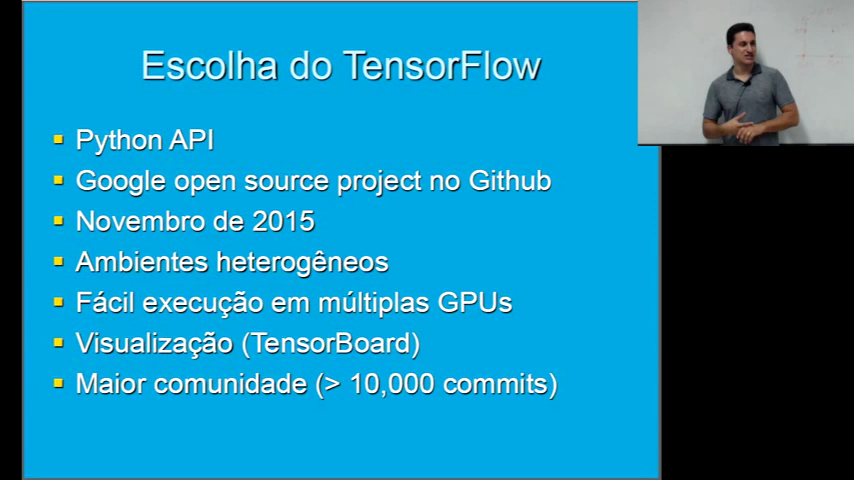 Escolha do TensorFlow
Python API
Google open source project no Github
Novembro de 2015
Ambientes heterogêneos
Fácil execução em múltiplas GPUs
Visualização (TensorBoard)
Maior comunidade (> 10,000 commits)